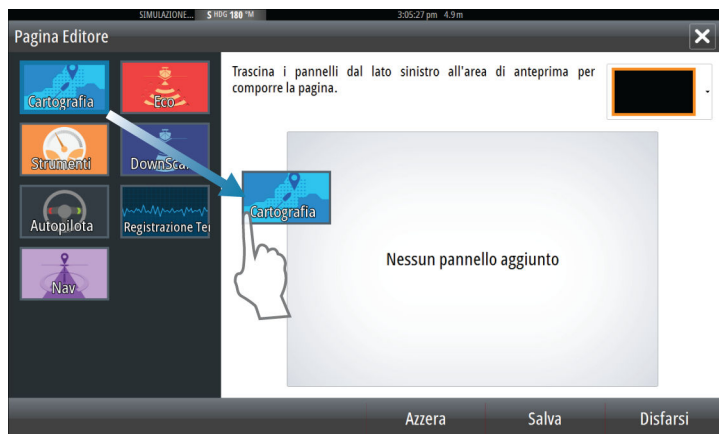 SIMULAZIONE... S HDG 180 °M 3:05:27 pm 4.9 m
Pagina Editore
Cartografia
Eco
Trascina i pannelli dal lato sinistro all'area di anteprima per
comporre la pagina.
Strumenti
Cartografia
Autopilota
Registrazione Te
Nessun pannello aggiunto
Nav
Azzera Salva Disfarsi